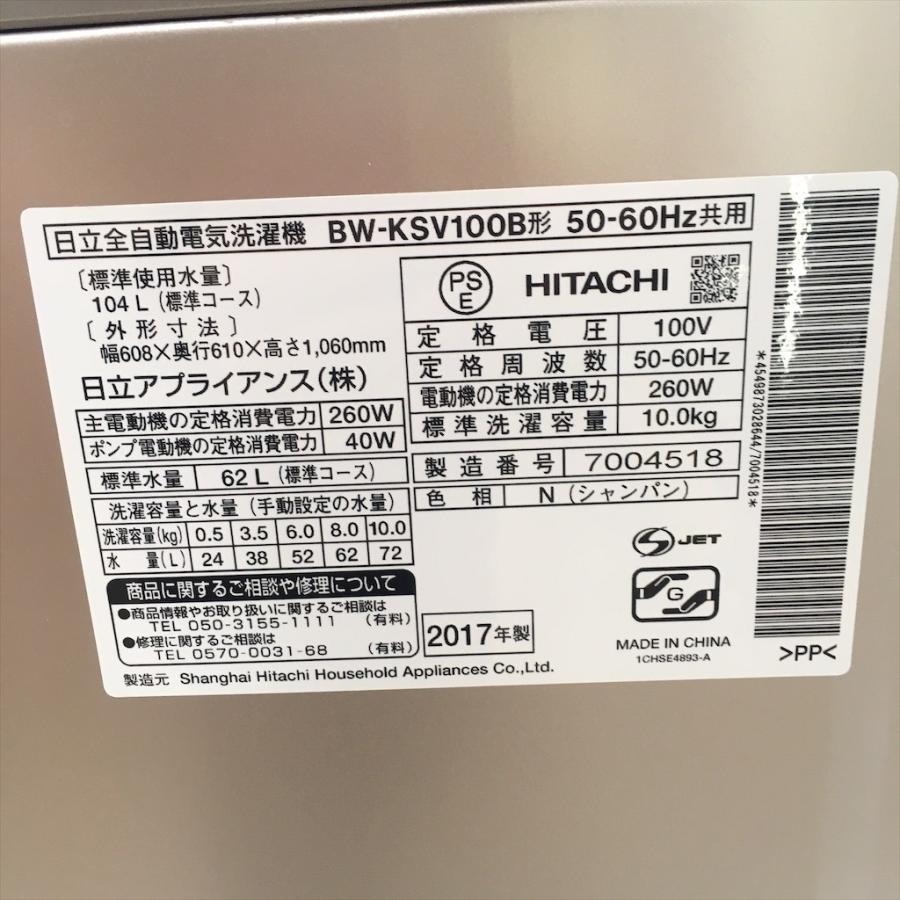 日立全自動電気洗濯機 BW-KSV100B形 50-60Hz共用
〔標準使用水量〕
104L（標準コース）
〔外形寸法〕
幅608×奥行610×高さ1,060mm
日立アプライアンス(株)
主電動機の定格消費電力 260W
ポンプ電動機の定格消費電力 40W
標準水量 62L（標準コース）
洗濯容量と水量（手動設定の水量）
洗濯容量(kg) 0.5 3.5 6.0 8.0 10.0
水量(L) 24 38 52 62 72
商品に関するご相談や修理について
●商品情報やお取り扱いに関するご相談は
TEL 050-3155-1111 （有料）
●修理に関するご相談は
TEL 0570-0031-68 （有料）
製造元 Shanghai Hitachi Household Appliances Co.,Ltd.
PS
E
HITACHI
定格電圧 100V
定格周波数 50-60Hz
電動機の定格消費電力 260W
標準洗濯容量 10.0kg
製造番号 7004518
色相 N（シャンパン）
S JET
G
2017年製
MADE IN CHINA
1CHSE4893-A
*4549873028644/7004518*
>PP<